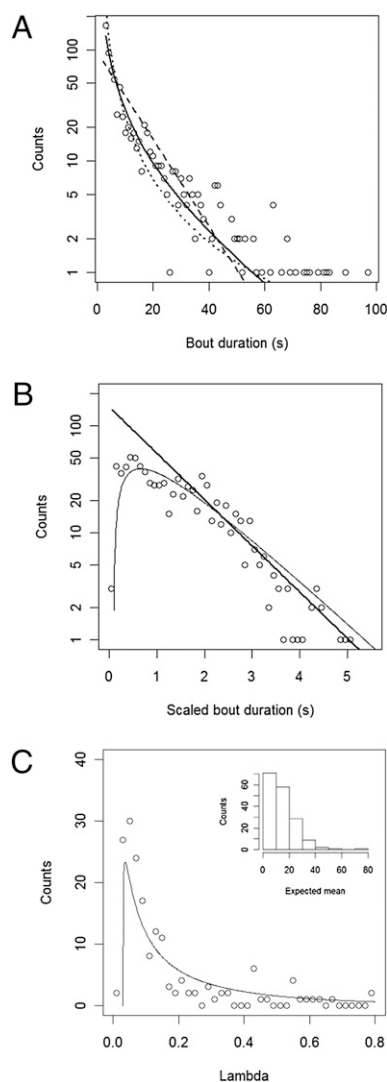 A
Counts
100
50
20
10
5
2
1
0 20 40 60 80 100
Bout duration (s)
B
Counts
100
50
20
10
5
2
1
0 1 2 3 4 5
Scaled bout duration (s)
C
Counts
40
30
20
10
0
Counts
60
40
20
0
0 20 40 60 80
Expected mean
0.0 0.2 0.4 0.6 0.8
Lambda